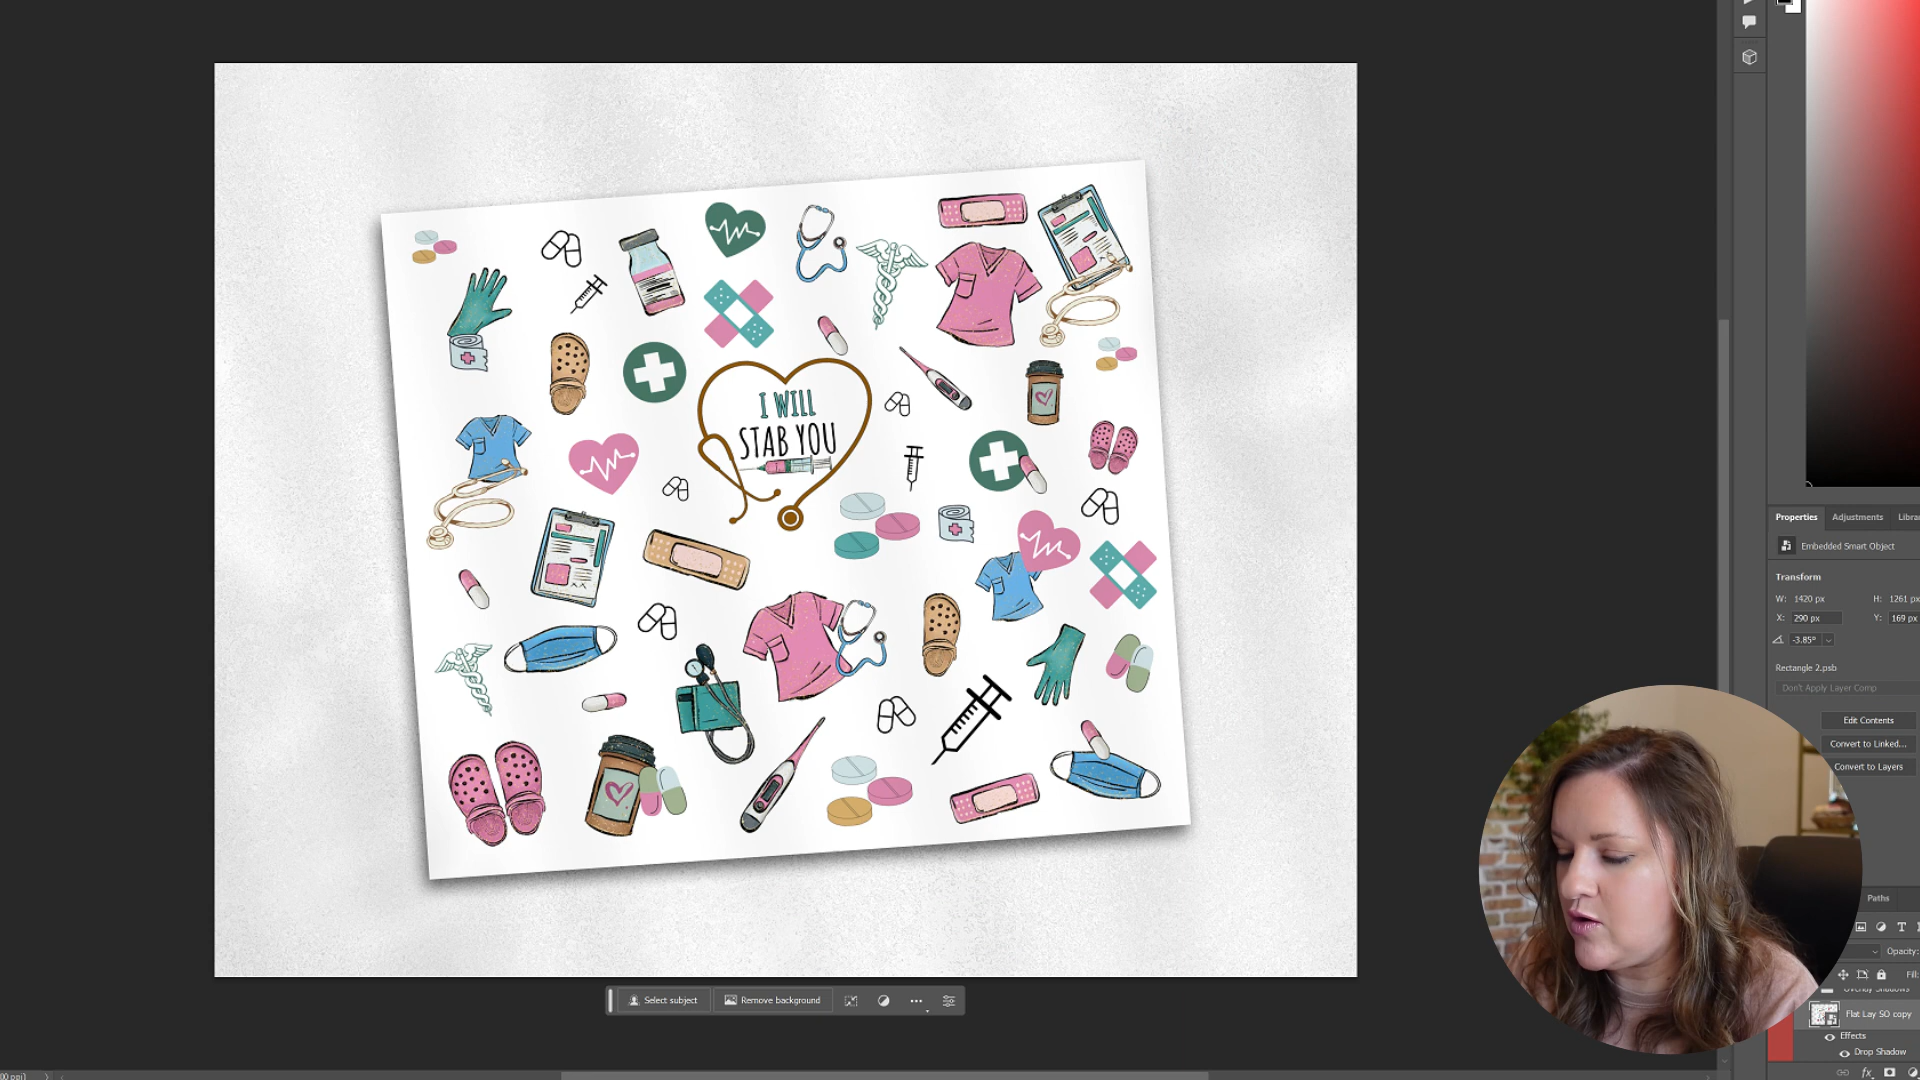 I WILL
STAB YOU
Properties
Adjustments
Embedded Smart Object
Transform
W: 1420 px
H: 1261 px
X: 290 px
Y: 169 px
-3.85°
Rectangle 2.psb
Don't Apply Layer Comp
Edit Contents
Convert to Linked...
Convert to Layers
Paths
Opacity:
Fill:
Flat Lay SO copy
Effects
Drop Shadow
fx
Select subject
Remove background